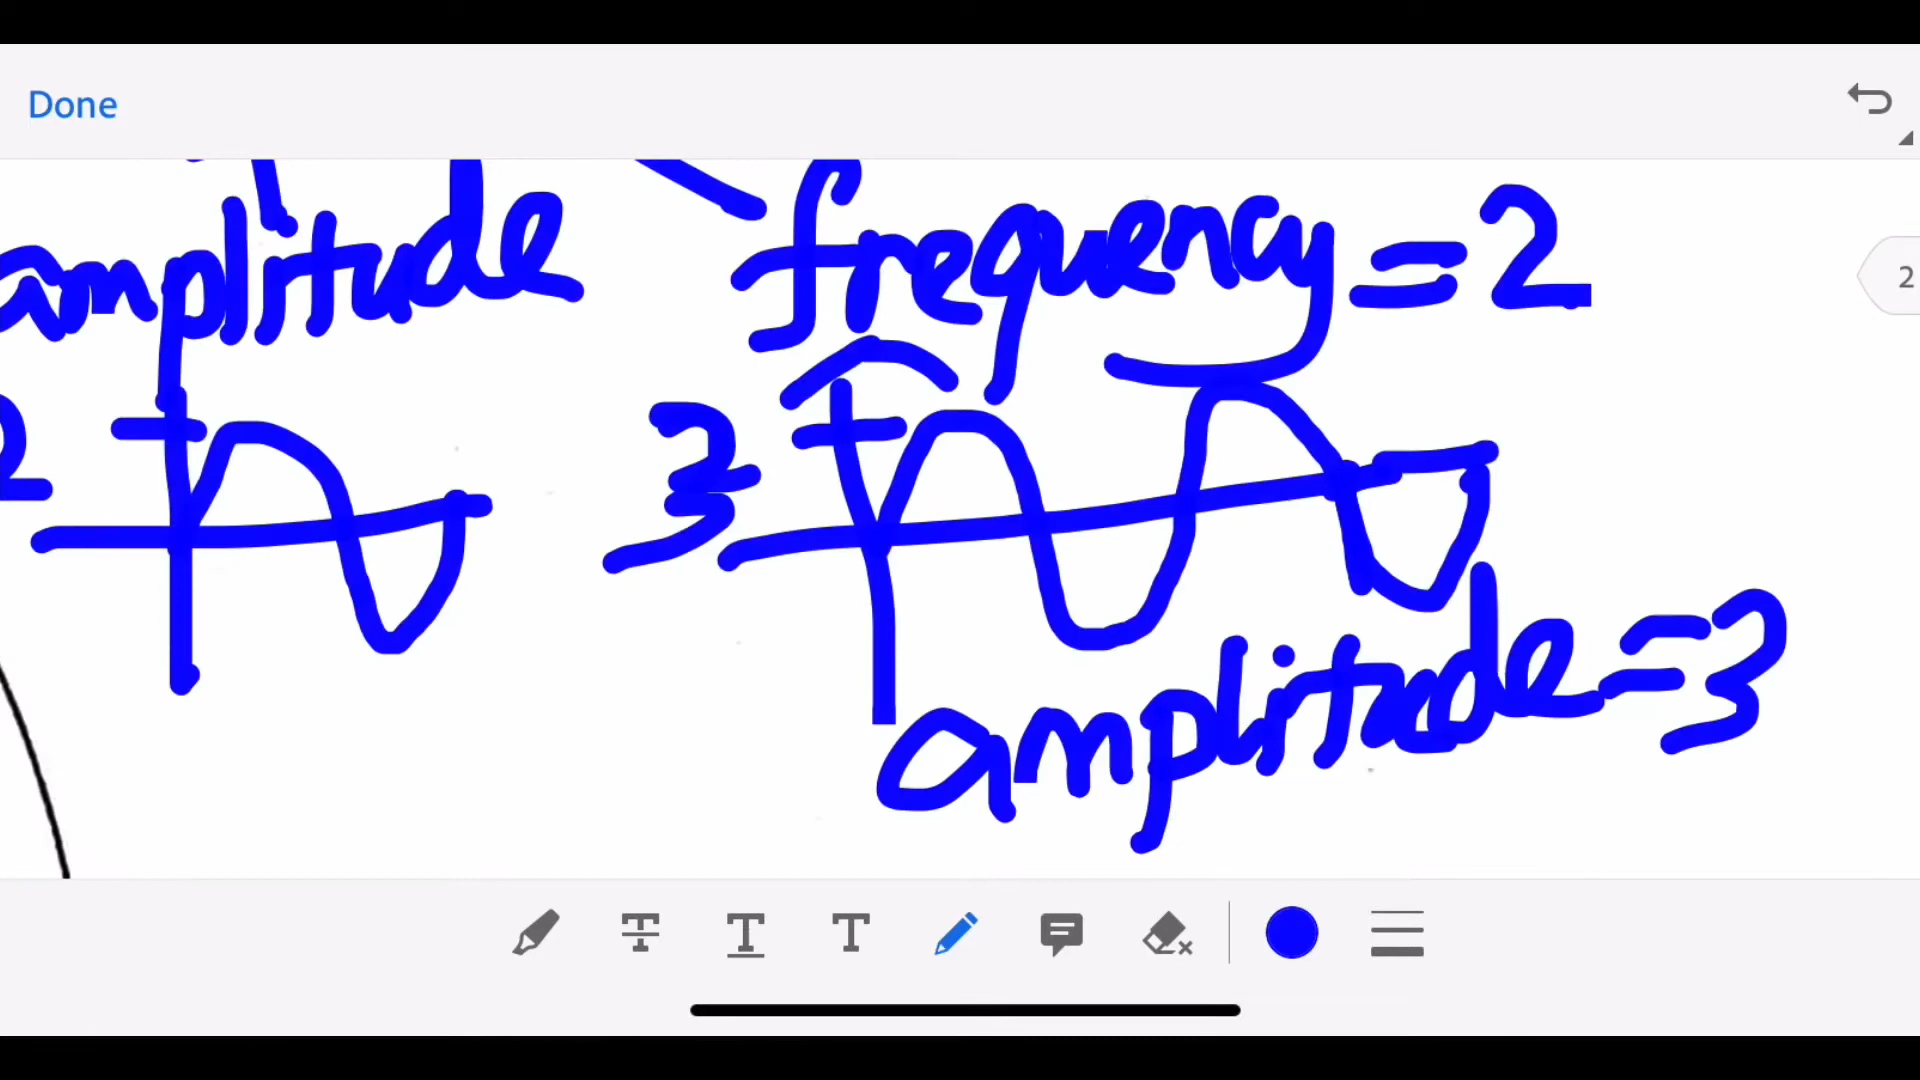 Done
amplitude
frequency = 2
2
2
3
amplitude = 3
T T T